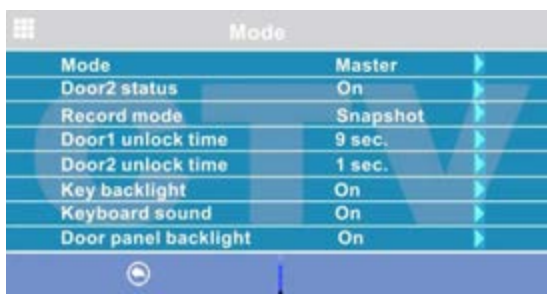 Mode
Mode Master
Door2 status On
Record mode Snapshot
Door1 unlock time 9 sec.
Door2 unlock time 1 sec.
Key backlight On
Keyboard sound On
Door panel backlight On
CTV